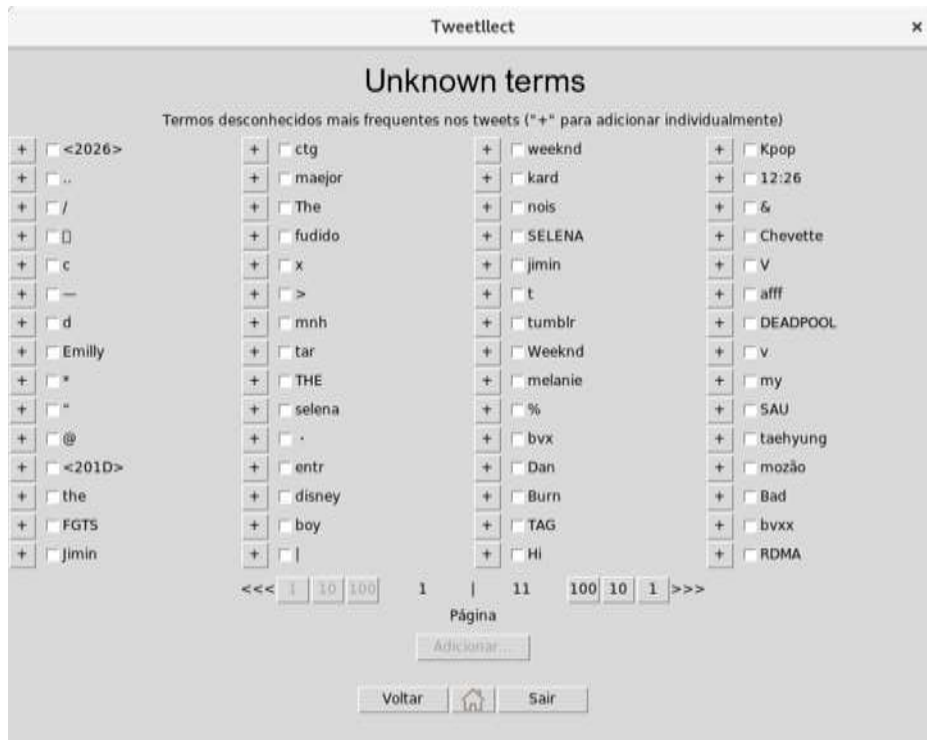 Tweetllect ×
Unknown terms
Termos desconhecidos mais frequentes nos tweets ("+" para adicionar individualmente)
+ <2026> + ctg + weeknd + Kpop
+ .. + maejor + kard + 12:26
+ / + The + nois + &
+ ▯ + fudido + SELENA + Chevette
+ c + x + jimin + V
+ — + > + t + afff
+ d + mnh + tumblr + DEADPOOL
+ Emilly + tar + Weeknd + v
+ * + THE + melanie + my
+ " + selena + % + SAU
+ @ + · + bvx + taehyung
+ <201D> + entr + Dan + mozão
+ the + disney + Burn + Bad
+ FGTS + boy + TAG + bvxx
+ Jimin + | + Hi + RDMA
<<< 1 10 100 1 | 11 100 10 1 >>>
Página
Adicionar...
Voltar Sair